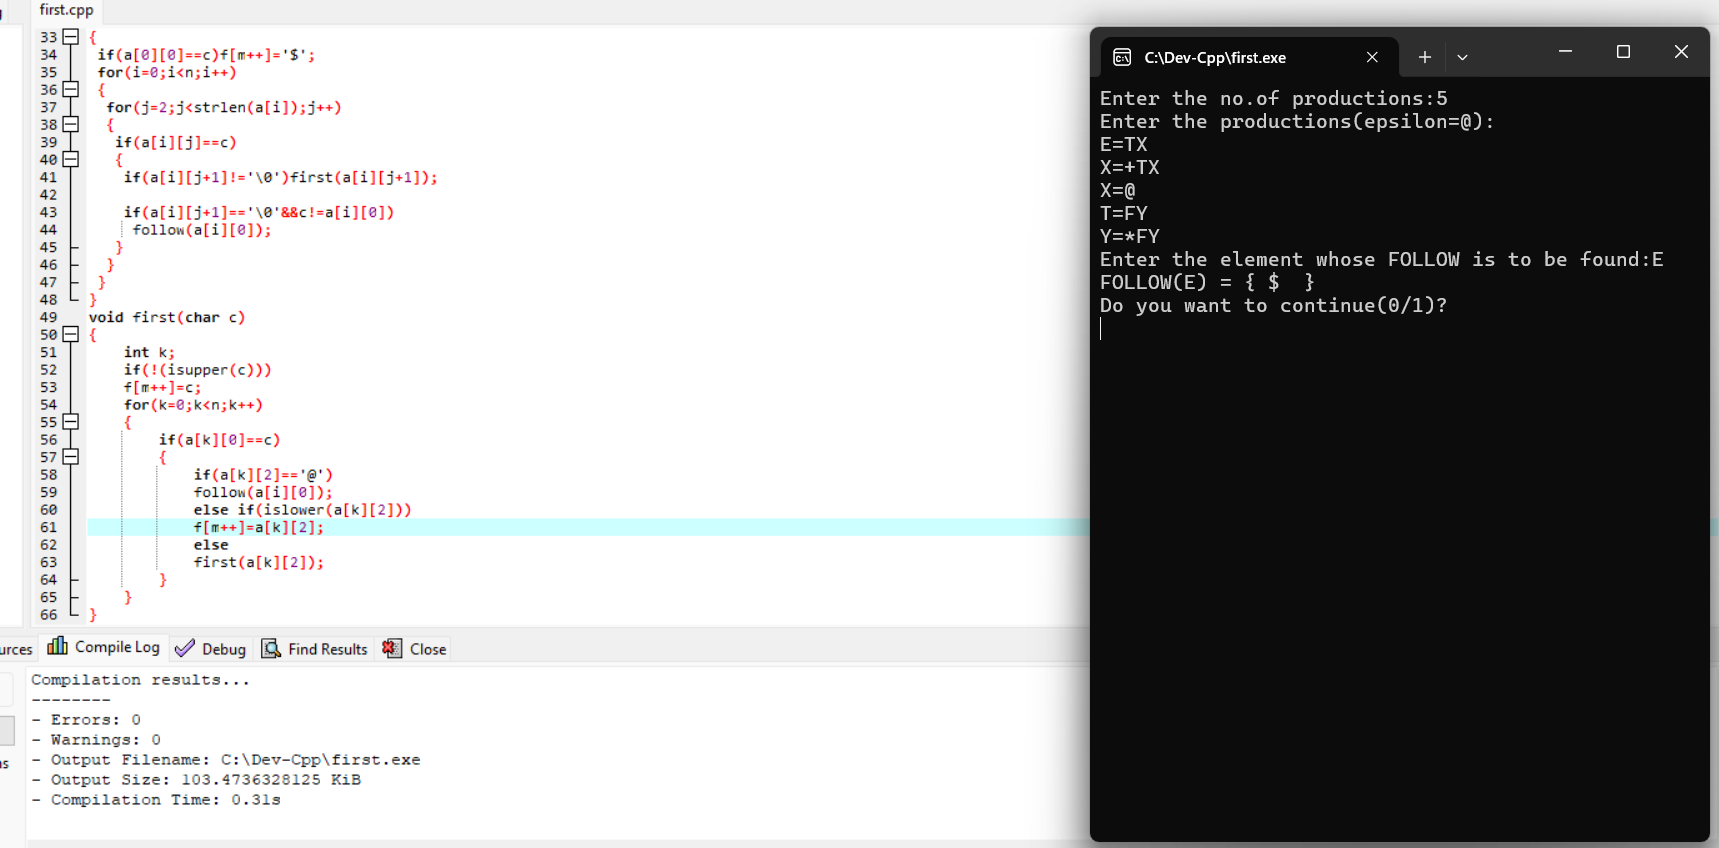 first.cpp
33 {
34 if(a[0][0]==c)f[m++]='$';
35 for(i=0;i<n;i++)
36 {
37 for(j=2;j<strlen(a[i]);j++)
38 {
39 if(a[i][j]==c)
40 {
41 if(a[i][j+1]!='\0')first(a[i][j+1]);
42
43 if(a[i][j+1]=='\0'&&c!=a[i][0])
44 follow(a[i][0]);
45 }
46 }
47 }
48 }
49 void first(char c)
50 {
51 int k;
52 if(!(isupper(c)))
53 f[m++]=c;
54 for(k=0;k<n;k++)
55 {
56 if(a[k][0]==c)
57 {
58 if(a[k][2]=='@')
59 follow(a[i][0]);
60 else if(islower(a[k][2]))
61 f[m++]=a[k][2];
62 else
63 first(a[k][2]);
64 }
65 }
66 }
urces Compile Log Debug Find Results Close
Compilation results...
--------
- Errors: 0
- Warnings: 0
- Output Filename: C:\Dev-Cpp\first.exe
- Output Size: 103.4736328125 KiB
- Compilation Time: 0.31s
C:\Dev-Cpp\first.exe
Enter the no.of productions:5
Enter the productions(epsilon=@):
E=TX
X=+TX
X=@
T=FY
Y=*FY
Enter the element whose FOLLOW is to be found:E
FOLLOW(E) = { $  }
Do you want to continue(0/1)?